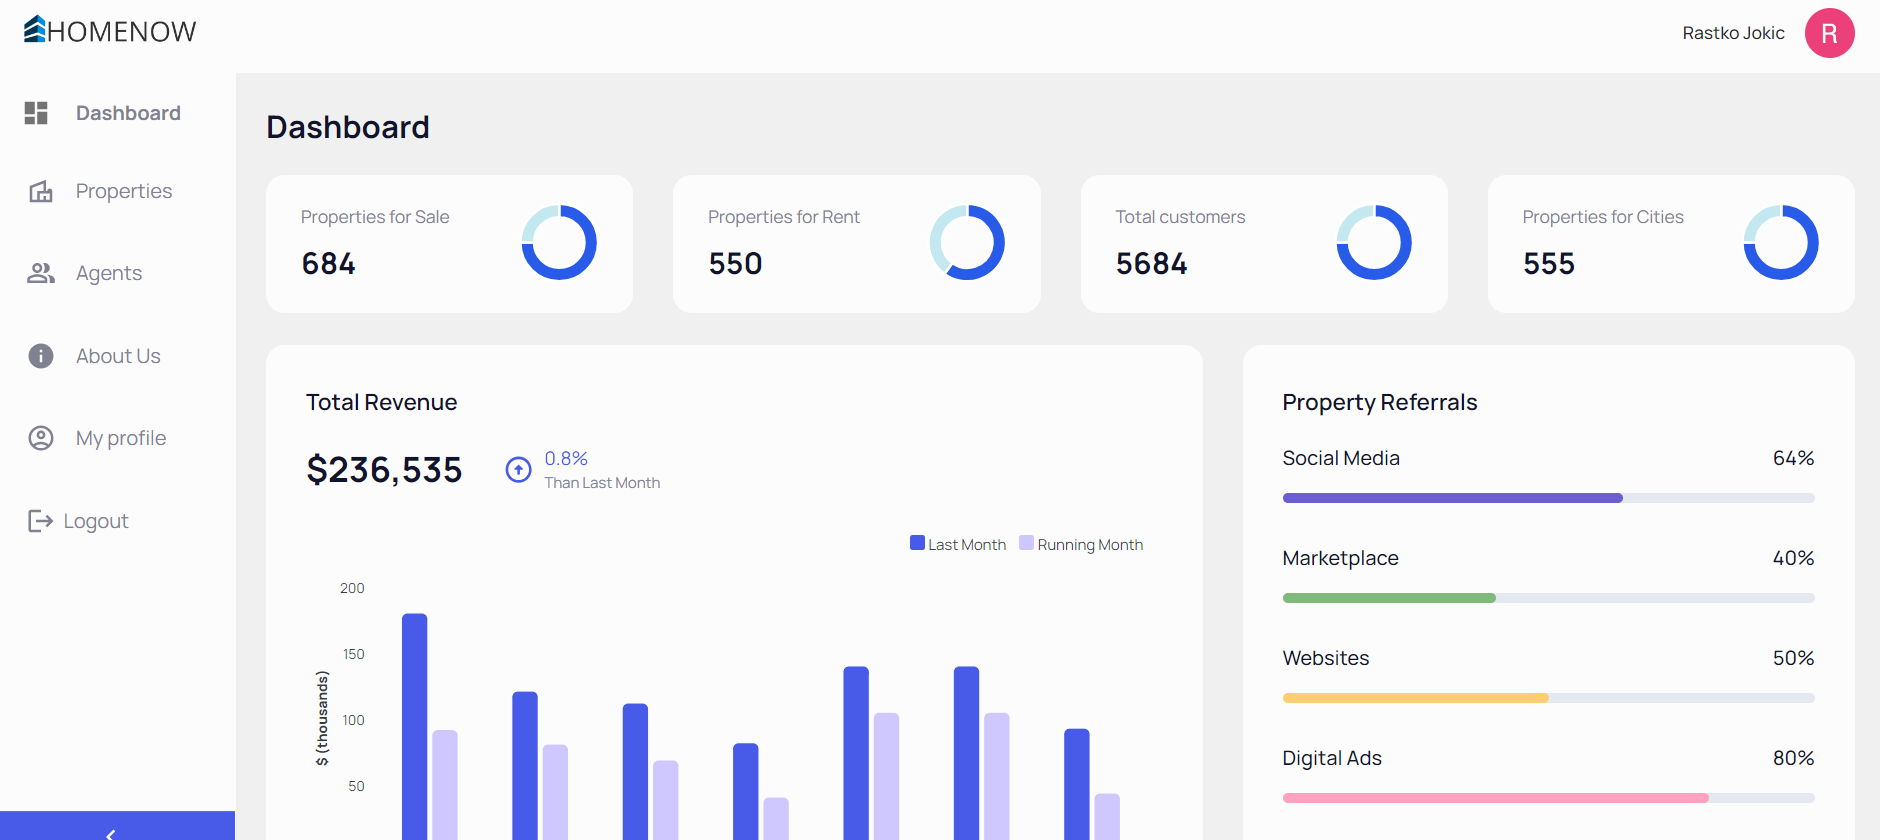 HOMENOW
Rastko Jokic
R
Dashboard
Properties
Agents
About Us
My profile
Logout
Dashboard
Properties for Sale
684
Properties for Rent
550
Total customers
5684
Properties for Cities
555
Total Revenue
$236,535
0.8%
Than Last Month
Last Month
Running Month
200
150
100
50
$ (thousands)
Property Referrals
Social Media 64%
Marketplace 40%
Websites 50%
Digital Ads 80%